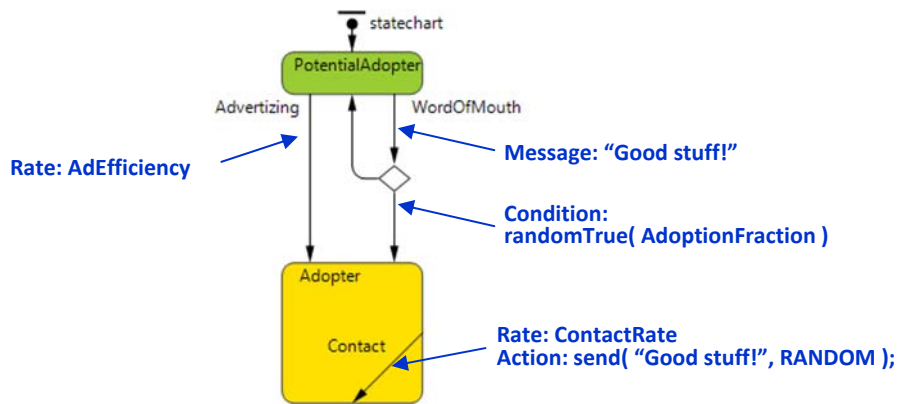 statechart
PotentialAdopter
Advertizing
WordOfMouth
Rate: AdEfficiency
Message: “Good stuff!”
Condition:
randomTrue( AdoptionFraction )
Adopter
Contact
Rate: ContactRate
Action: send( “Good stuff!”, RANDOM );